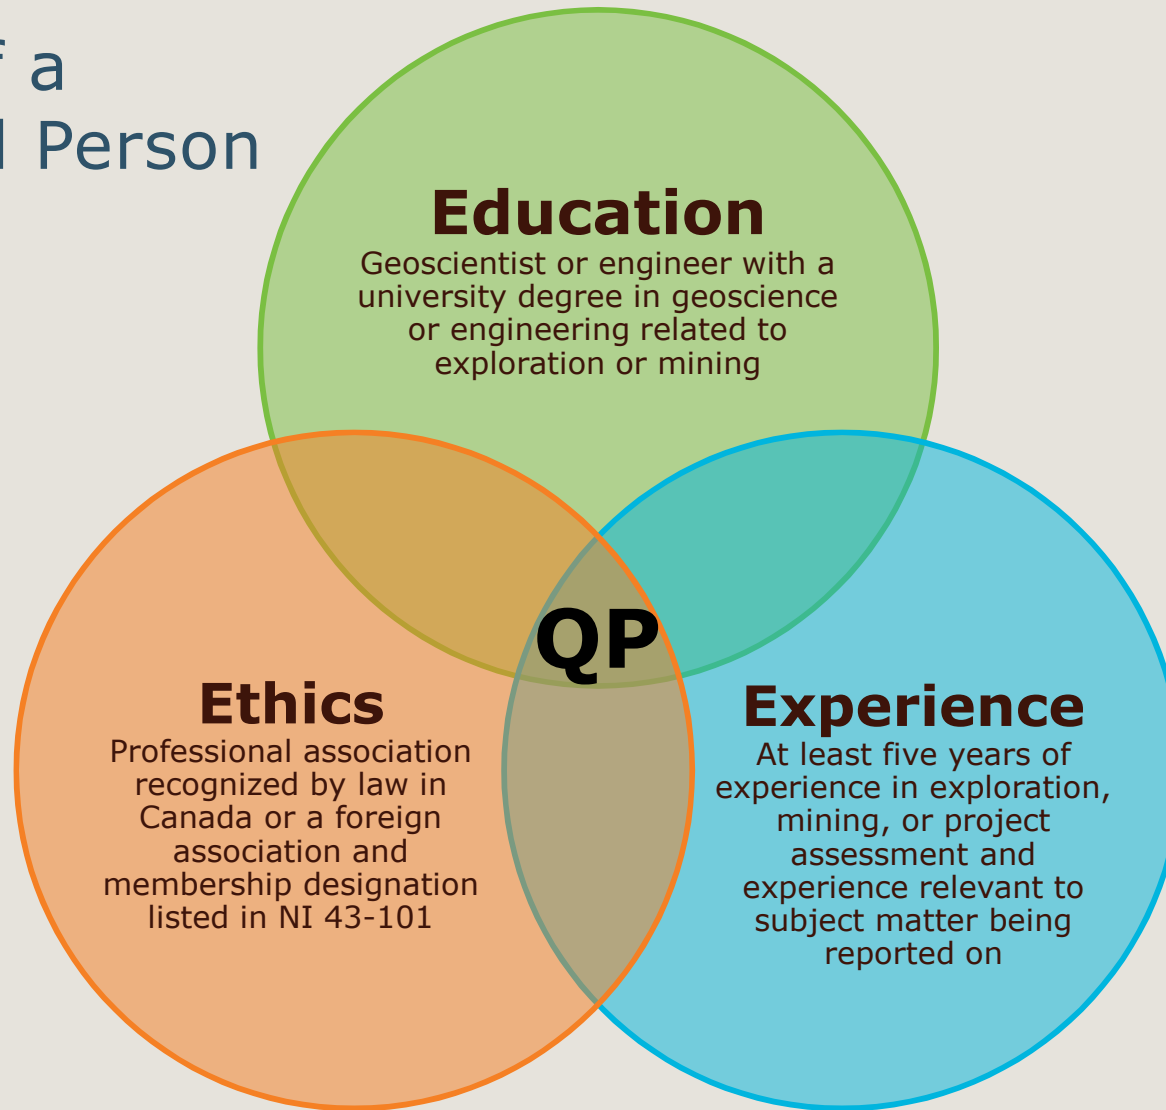 a
Person
Education
Geoscientist or engineer with a
university degree in geoscience
or engineering related to
exploration or mining
QP
Ethics
Professional association
recognized by law in
Canada or a foreign
association and
membership designation
listed in NI 43-101
Experience
At least five years of
experience in exploration,
mining, or project
assessment and
experience relevant to
subject matter being
reported on